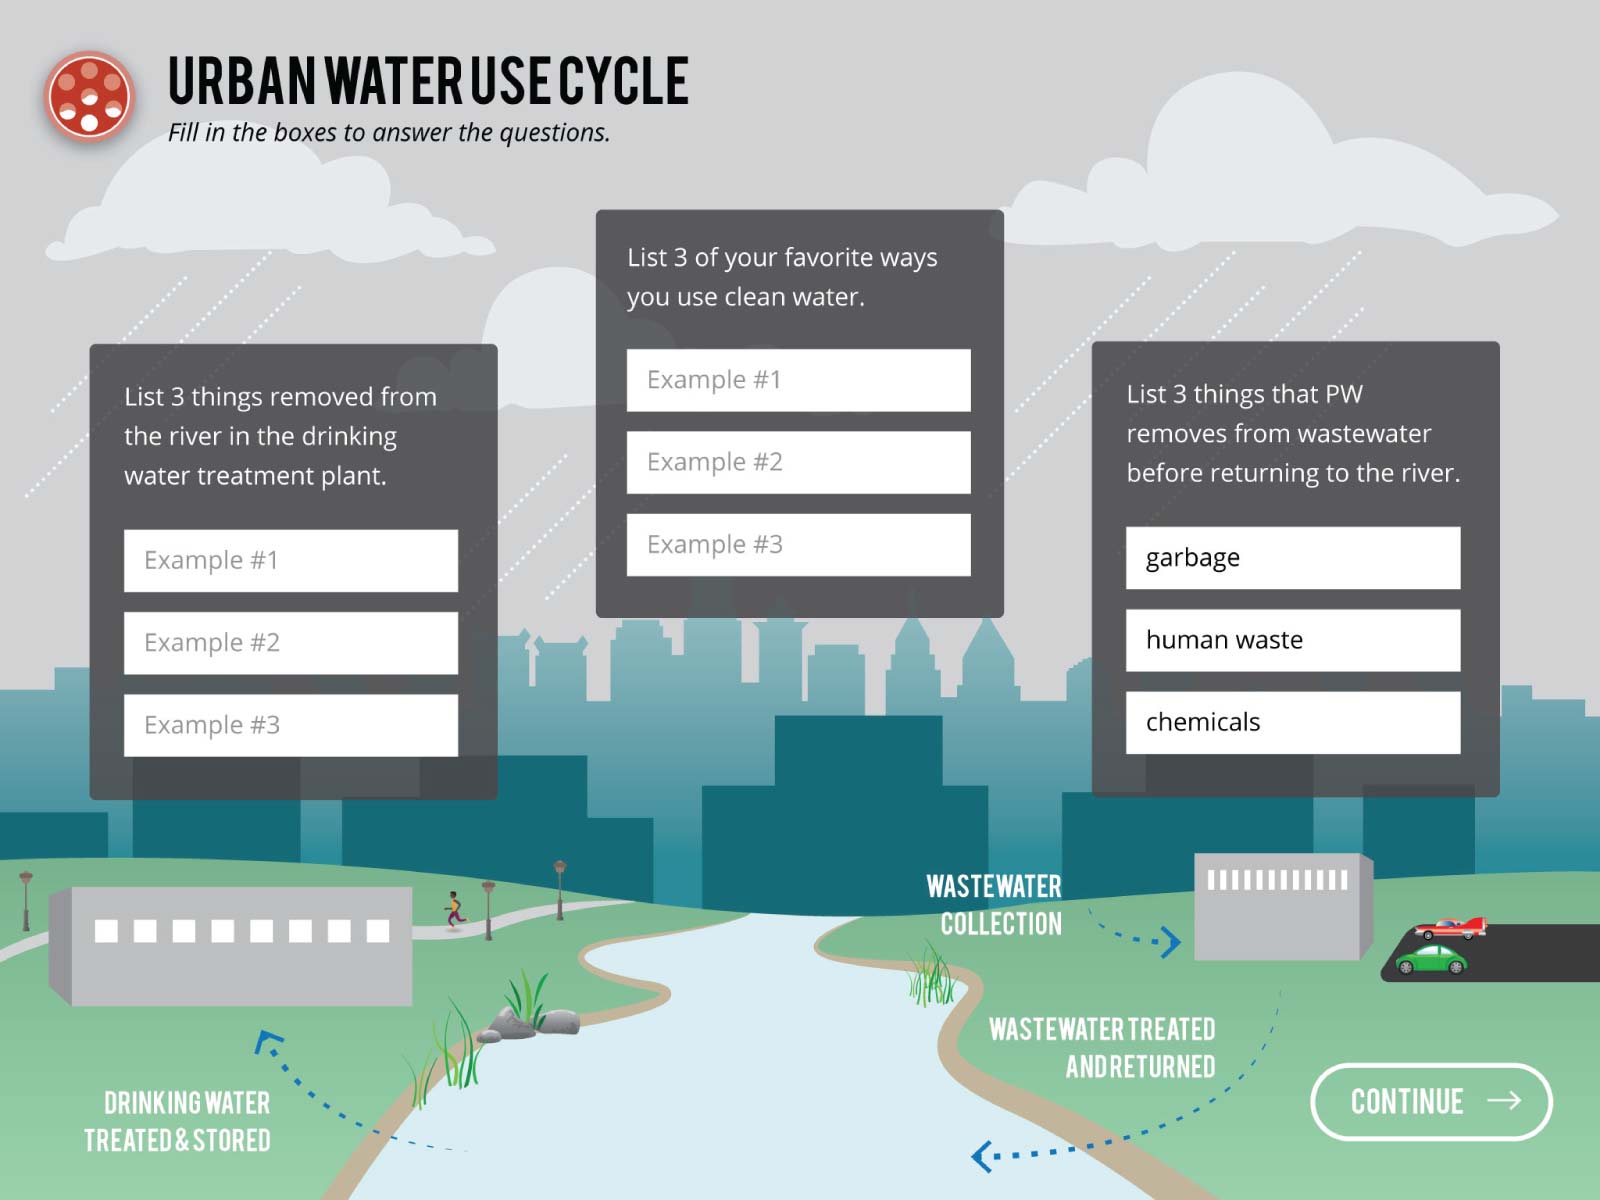 URBAN WATER USE CYCLE
Fill in the boxes to answer the questions.
List 3 things removed from
the river in the drinking
water treatment plant.
Example #1
Example #2
Example #3
List 3 of your favorite ways
you use clean water.
Example #1
Example #2
Example #3
List 3 things that PW
removes from wastewater
before returning to the river.
garbage
human waste
chemicals
WASTEWATER
COLLECTION
WASTEWATER TREATED
AND RETURNED
DRINKING WATER
TREATED & STORED
CONTINUE